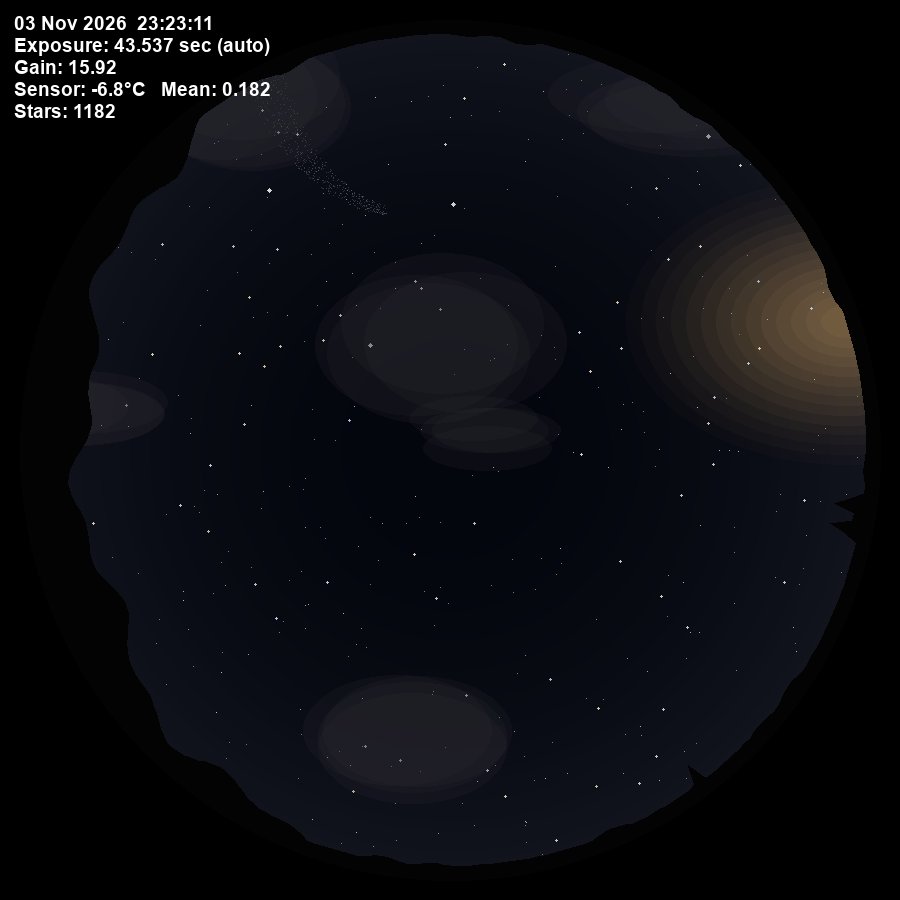 03 Nov 2026 23:23:11
Exposure: 43.537 sec (auto)
Gain: 15.92
Sensor: -6.8°C Mean: 0.182
Stars: 1182